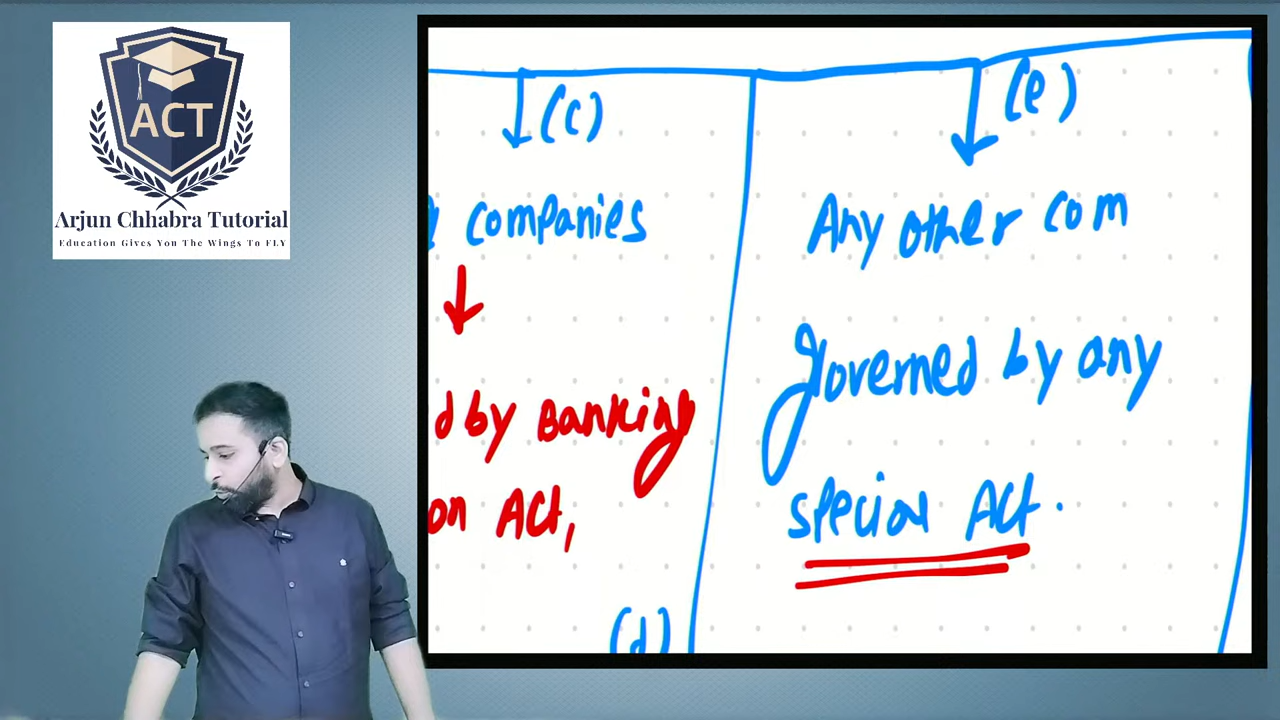 ACT
Arjun Chhabra Tutorial
Education Gives You The Wings To FLY
(c)
companies
d by Banking
on Act,
(d)
(e)
Any other com
governed by any
special Act.